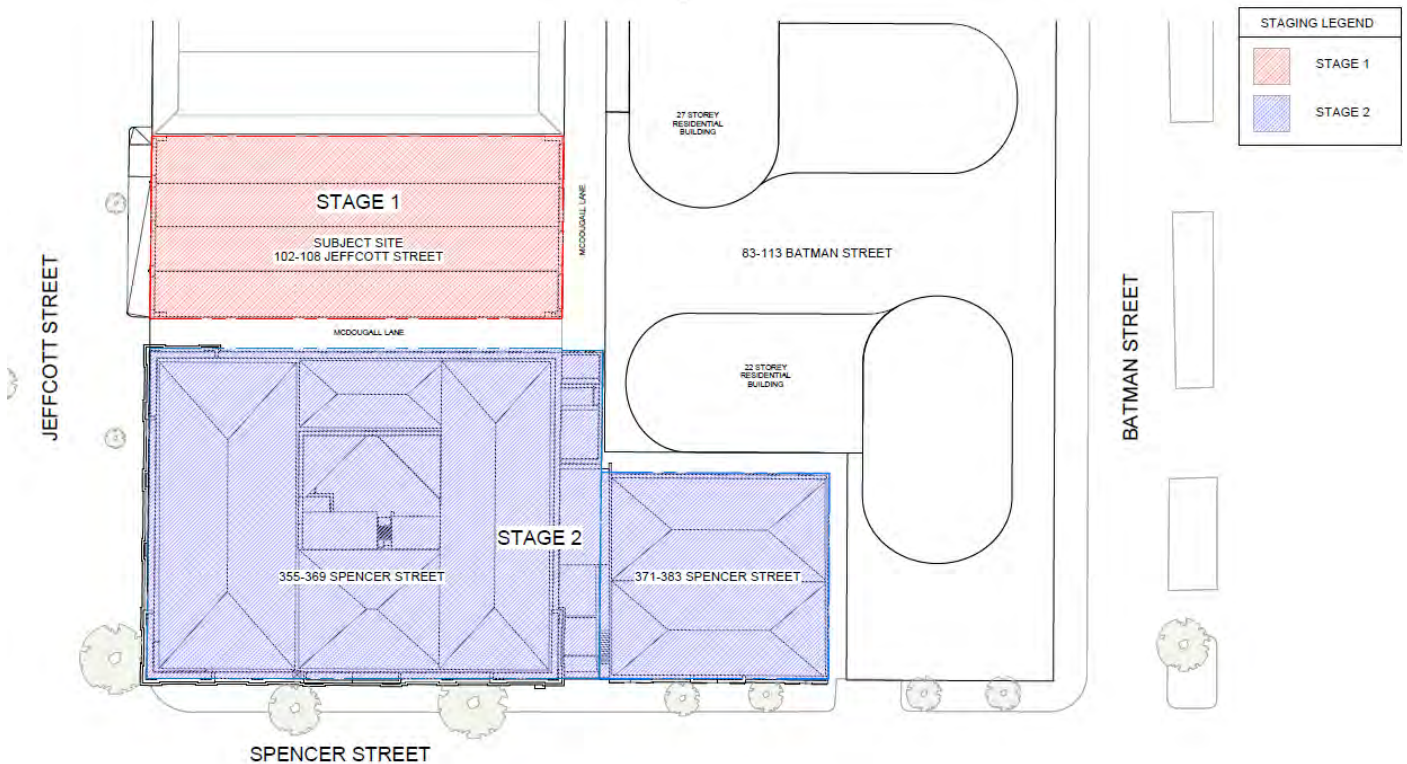 STAGING LEGEND
STAGE 1
STAGE 2
27 STOREY
RESIDENTIAL
BUILDING
STAGE 1
SUBJECT SITE
102-108 JEFFCOTT STREET
MCDOUGALL LANE
83-113 BATMAN STREET
JEFFCOTT STREET
BATMAN STREET
MCDOUGALL LANE
22 STOREY
RESIDENTIAL
BUILDING
STAGE 2
355-369 SPENCER STREET
371-383 SPENCER STREET
SPENCER STREET